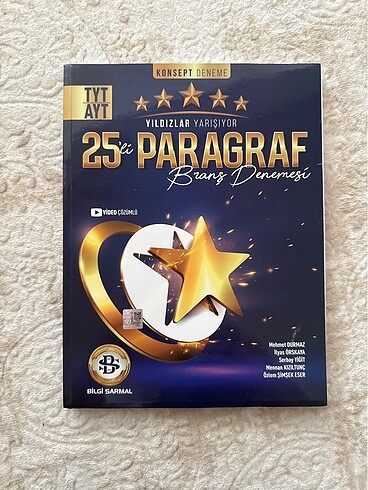 KONSEPT DENEME
TYT
AYT
YILDIZLAR YARIŞIYOR
25'li PARAGRAF
Branş Denemesi
VİDEO ÇÖZÜMLÜ
Mehmet DURMAZ
İlyas ORSKAYA
Serbay YİĞİT
Mennan KIZILTUNÇ
Özlem ŞİMŞEK ESER
BİLGİ SARMAL